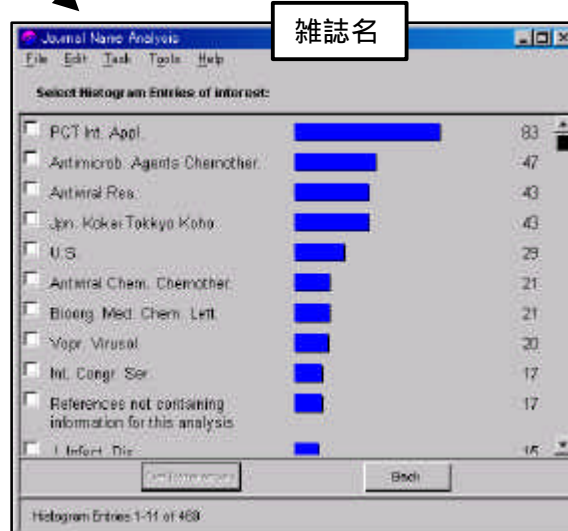 雑誌名
Journal Name Analysis
File Edit Task Tools Help
Select Histogram Entries of interest:
PCT Int. Appl. 83
Antimicrob. Agents Chemother. 47
Antiviral Res. 43
Jpn. Kokai Tokkyo Koho 43
U.S. 29
Antiviral Chem. Chemother. 21
Bioorg. Med. Chem. Lett. 21
Vopr. Virusol. 20
Int. Congr. Ser. 17
References not containing 17
information for this analysis
J. Infect. Dis. 15
Back
Histogram Entries 1-11 of 469